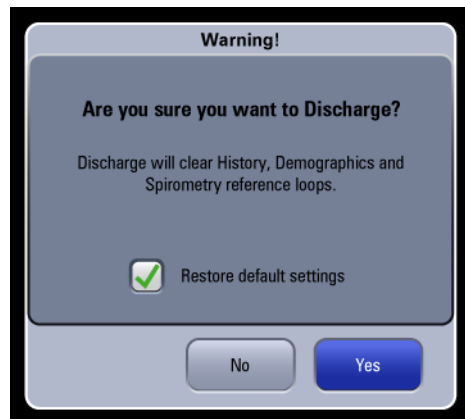 Warning!
Are you sure you want to Discharge?
Discharge will clear History, Demographics and
Spirometry reference loops.
Restore default settings
No
Yes